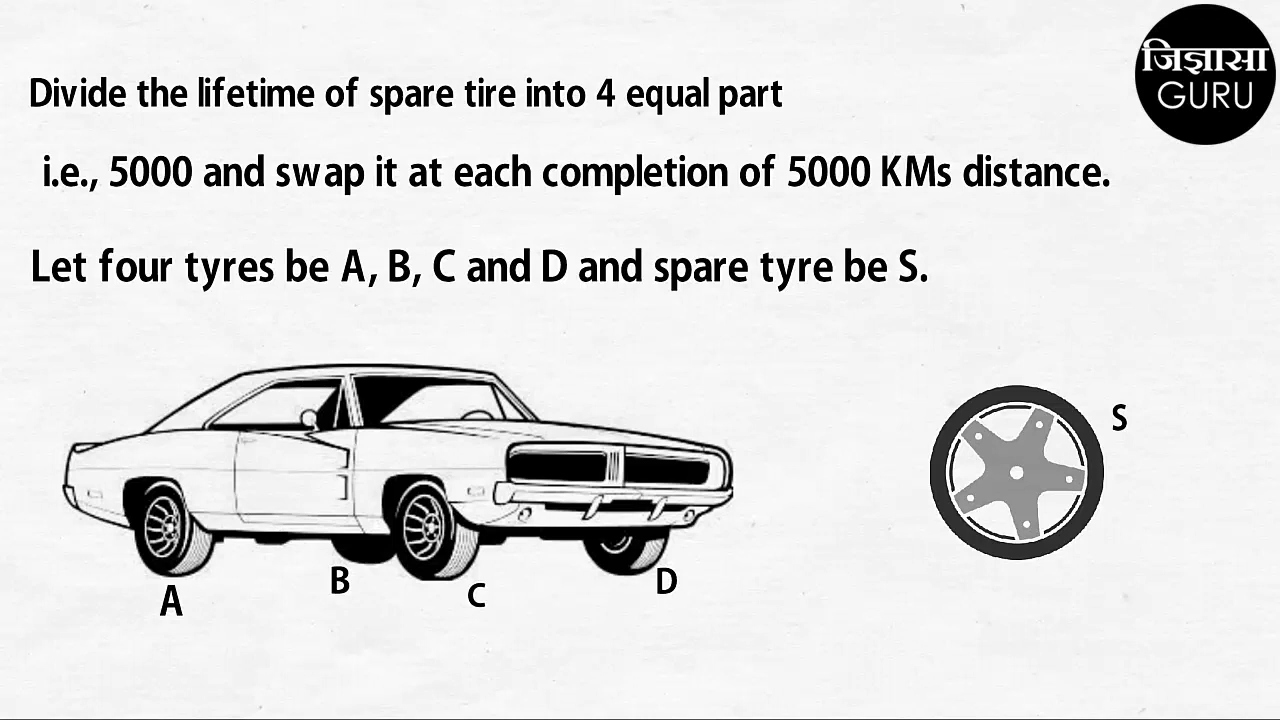 जिज्ञासा
GURU
Divide the lifetime of spare tire into 4 equal part
i.e., 5000 and swap it at each completion of 5000 KMs distance.
Let four tyres be A, B, C and D and spare tyre be S.
S
A
B
C
D